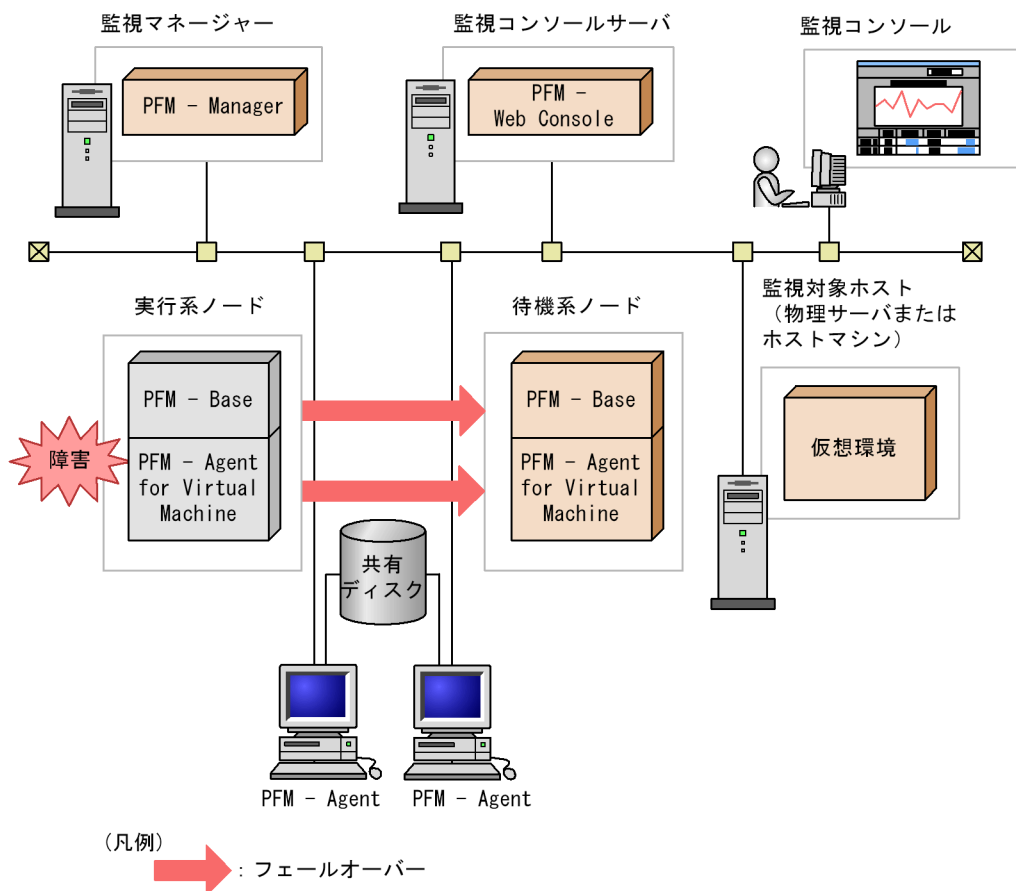 監視マネージャー
PFM - Manager
監視コンソールサーバ
PFM -
Web Console
監視コンソール
実行系ノード
PFM - Base
PFM - Agent
for Virtual
Machine
障害
待機系ノード
PFM - Base
PFM - Agent
for Virtual
Machine
監視対象ホスト
(物理サーバまたは
ホストマシン)
仮想環境
共有
ディスク
PFM - Agent
PFM - Agent
(凡例)
: フェールオーバー